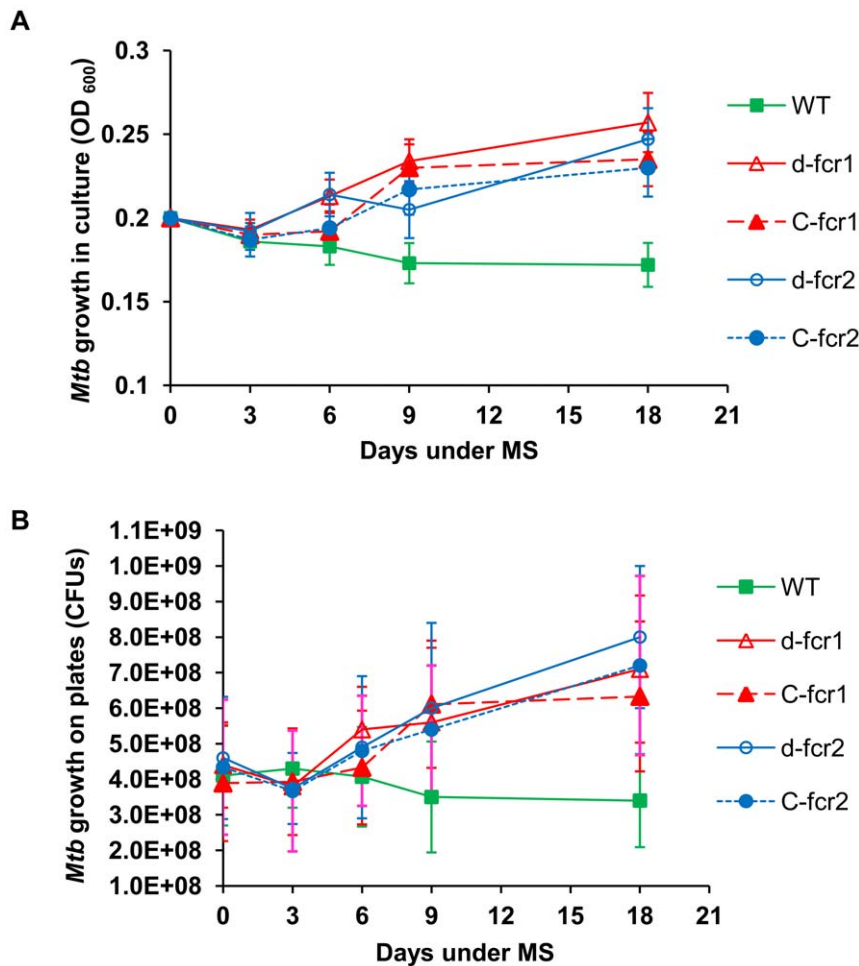 A
Mtb growth in culture (OD 600)
0.3
0.25
0.2
0.15
0.1
0 3 6 9 12 15 18 21
Days under MS
WT
d-fcr1
C-fcr1
d-fcr2
C-fcr2
B
Mtb growth on plates (CFUs)
1.1E+09
1.0E+09
9.0E+08
8.0E+08
7.0E+08
6.0E+08
5.0E+08
4.0E+08
3.0E+08
2.0E+08
1.0E+08
0 3 6 9 12 15 18 21
Days under MS
WT
d-fcr1
C-fcr1
d-fcr2
C-fcr2